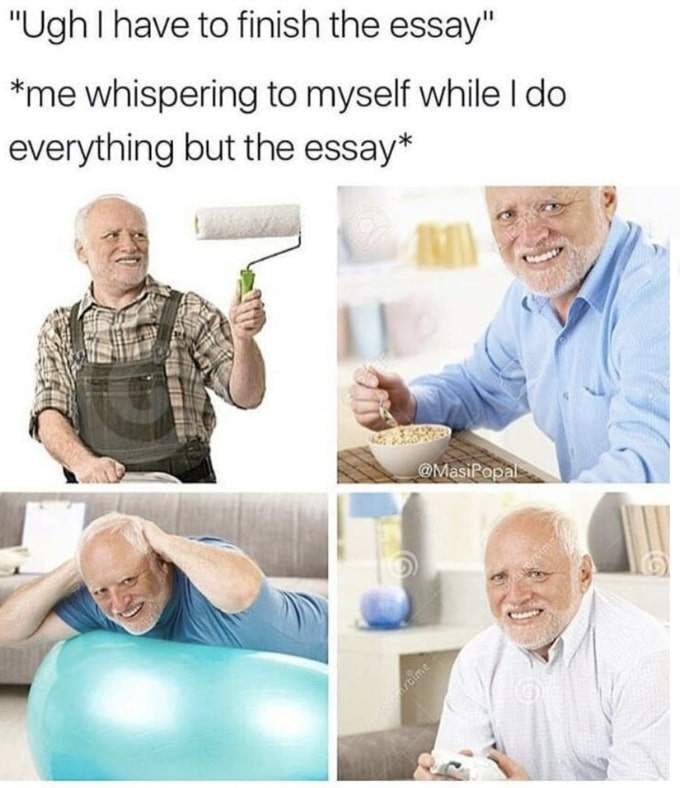 "Ugh I have to finish the essay"
*me whispering to myself while I do
everything but the essay*
@MasiPopal